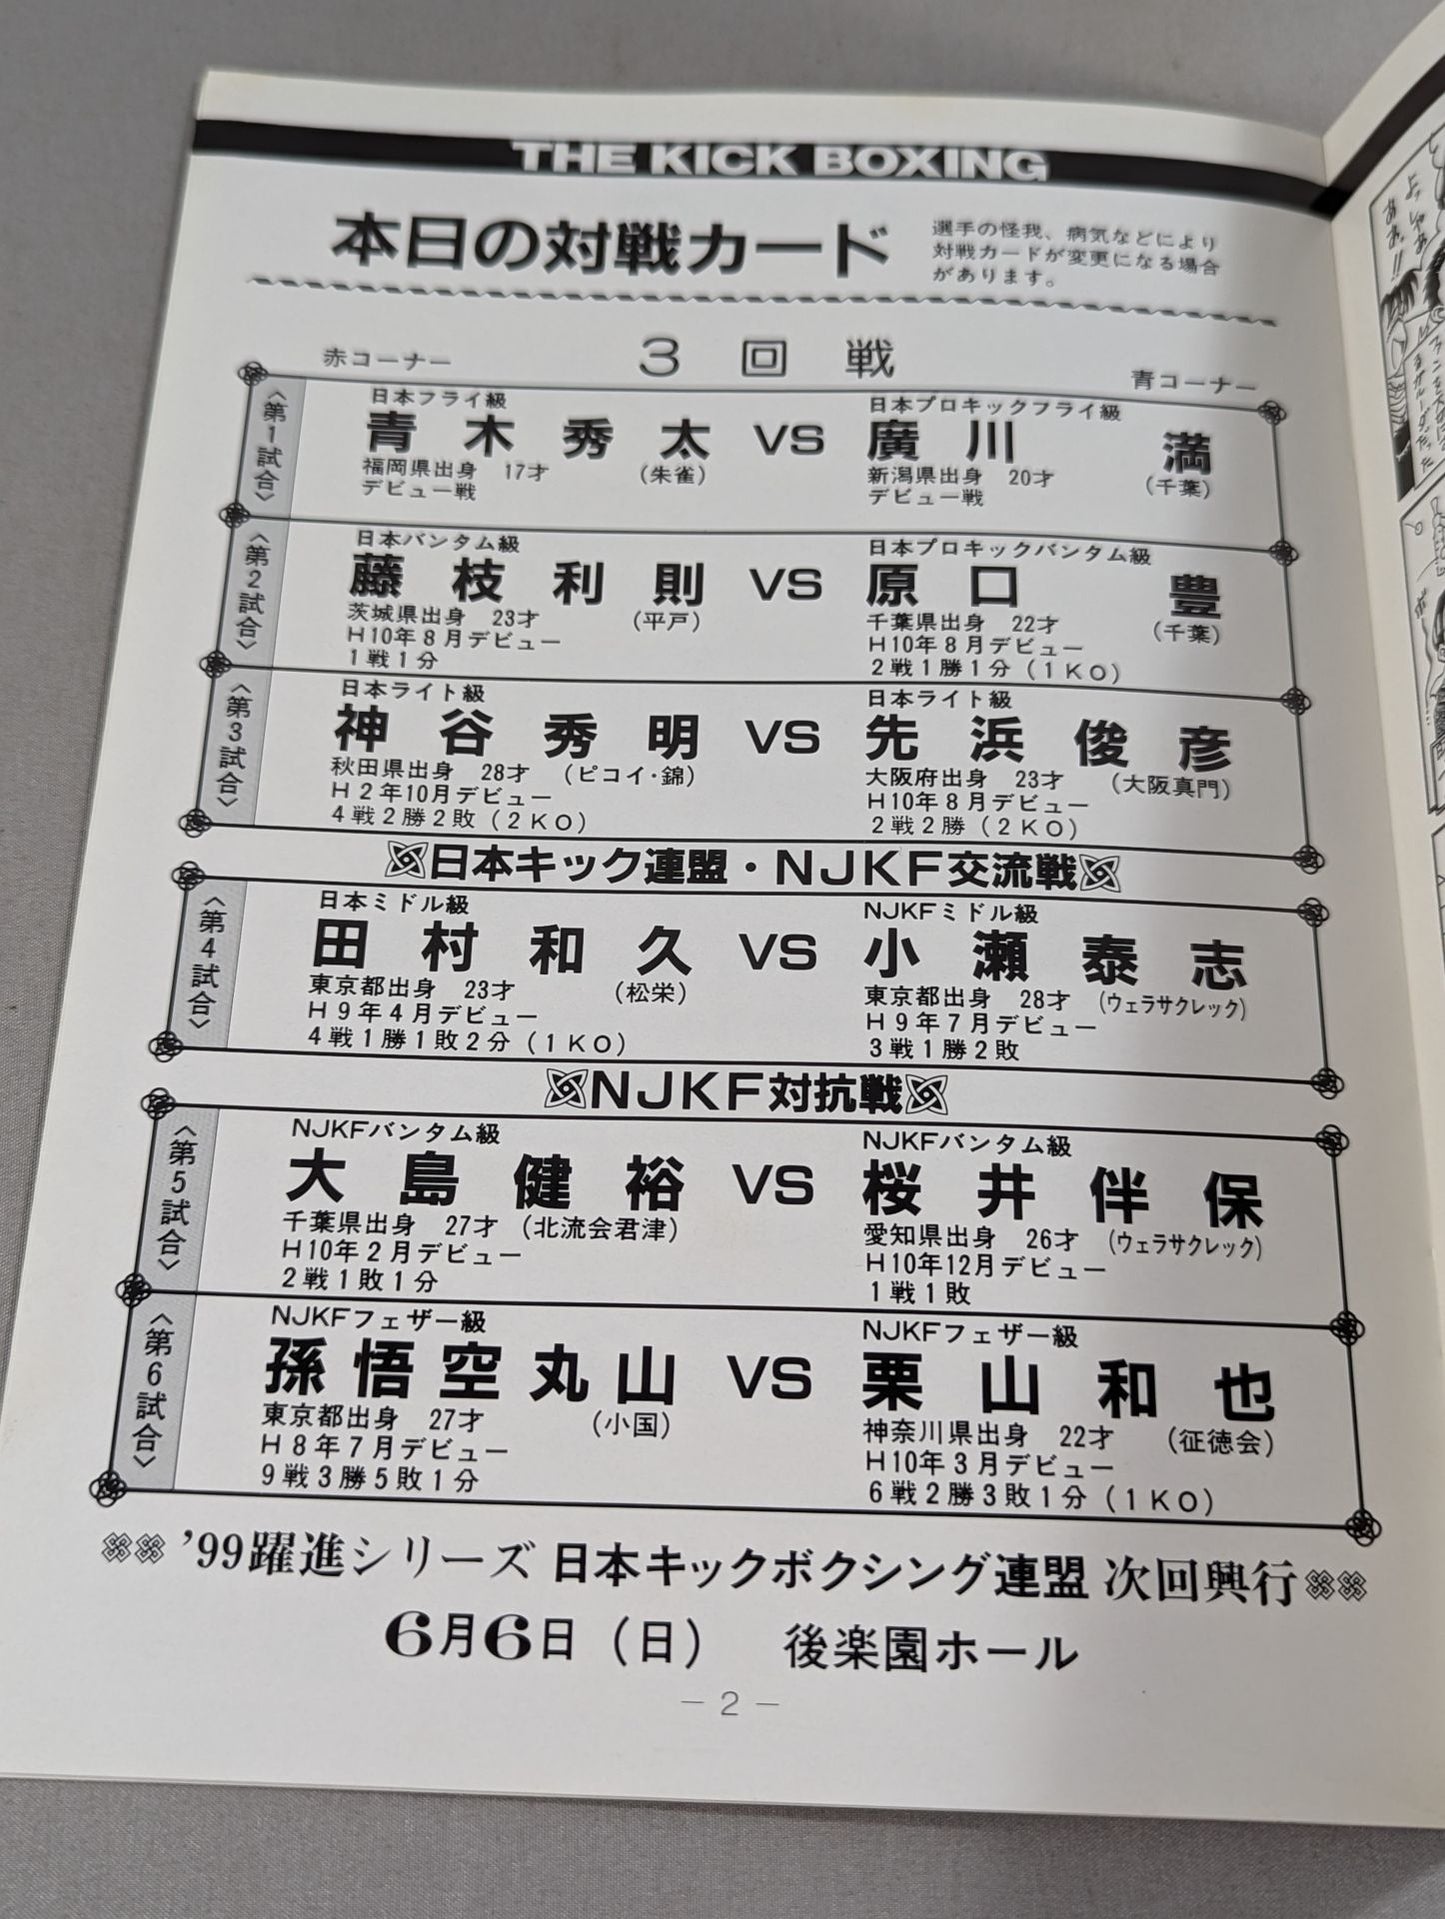 THE KICK BOXING
本日の対戦カード
選手の怪我、病気などにより
対戦カードが変更になる場合
があります。
赤コーナー 3回戦 青コーナー
〈第1試合〉
日本フライ級
青木秀太
福岡県出身 17才 (朱雀)
デビュー戦
VS
日本プロキックフライ級
廣川満
新潟県出身 20才 (千葉)
デビュー戦
〈第2試合〉
日本バンタム級
藤枝利則
茨城県出身 23才 (平戸)
H10年8月デビュー
1戦1分
VS
日本プロキックバンタム級
原口豊
千葉県出身 22才 (千葉)
H10年8月デビュー
2戦1勝1分(1KO)
〈第3試合〉
日本ライト級
神谷秀明
秋田県出身 28才 (ピコイ・錦)
H2年10月デビュー
4戦2勝2敗(2KO)
VS
日本ライト級
先浜俊彦
大阪府出身 23才 (大阪真門)
H10年8月デビュー
2戦2勝(2KO)
日本キック連盟・NJKF交流戦
〈第4試合〉
日本ミドル級
田村和久
東京都出身 23才 (松栄)
H9年4月デビュー
4戦1勝1敗2分(1KO)
VS
NJKFミドル級
小瀬泰志
東京都出身 28才 (ウェラサクレック)
H9年7月デビュー
3戦1勝2敗
NJKF対抗戦
〈第5試合〉
NJKFバンタム級
大島健裕
千葉県出身 27才 (北流会君津)
H10年2月デビュー
2戦1敗1分
VS
NJKFバンタム級
桜井伴保
愛知県出身 26才 (ウェラサクレック)
H10年12月デビュー
1戦1敗
〈第6試合〉
NJKFフェザー級
孫悟空丸山
東京都出身 27才 (小国)
H8年7月デビュー
9戦3勝5敗1分
VS
NJKFフェザー級
栗山和也
神奈川県出身 22才 (征徳会)
H10年3月デビュー
6戦2勝3敗1分(1KO)
'99躍進シリーズ 日本キックボクシング連盟 次回興行
6月6日(日) 後楽園ホール
－2－